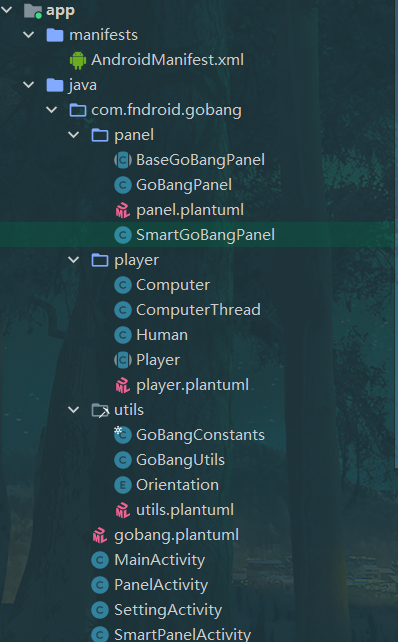 app
manifests
AndroidManifest.xml
java
com.fndroid.gobang
panel
BaseGoBangPanel
GoBangPanel
panel.plantuml
SmartGoBangPanel
player
Computer
ComputerThread
Human
Player
player.plantuml
utils
GoBangConstants
GoBangUtils
Orientation
utils.plantuml
gobang.plantuml
MainActivity
PanelActivity
SettingActivity
SmartPanelActivity